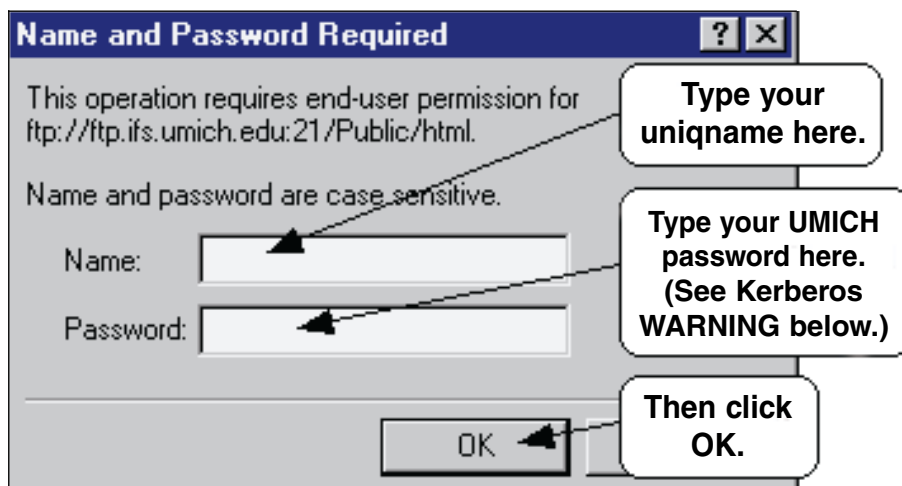 Name and Password Required
This operation requires end-user permission for
ftp://ftp.ifs.umich.edu:21/Public/html.
Type your
uniqname here.
Name and password are case sensitive.
Name:
Type your UMICH
password here.
(See Kerberos
WARNING below.)
Password:
Then click
OK.
OK